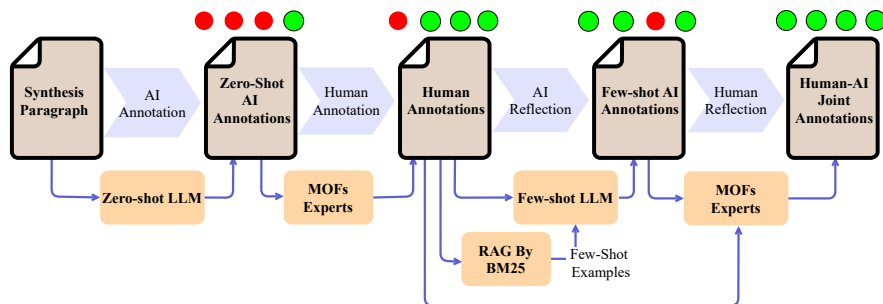 Synthesis
Paragraph
AI
Annotation
Zero-Shot
AI
Annotations
Human
Annotation
Human
Annotations
AI
Reflection
Few-shot AI
Annotations
Human
Reflection
Human-AI
Joint
Annotations
Zero-shot LLM
MOFs
Experts
Few-shot LLM
MOFs
Experts
RAG By
BM25
Few-Shot
Examples